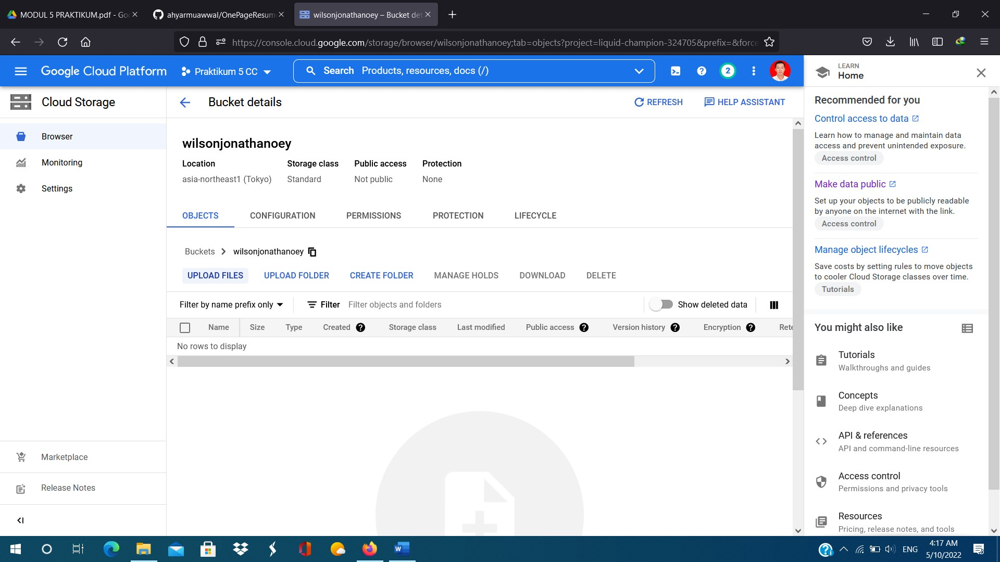 MODUL 5 PRAKTIKUM.pdf - Goo
ahyarmuawwal/OnePageResum
wilsonjonathanoey – Bucket det
https://console.cloud.google.com/storage/browser/wilsonjonathanoey;tab=objects?project=liquid-champion-324705&prefix=&force
Google Cloud Platform
Praktikum 5 CC
Search Products, resources, docs (/)
2
LEARN
Home
Cloud Storage
Browser
Monitoring
Settings
Marketplace
Release Notes
Bucket details
REFRESH
HELP ASSISTANT
wilsonjonathanoey
Location Storage class Public access Protection
asia-northeast1 (Tokyo) Standard Not public None
OBJECTS CONFIGURATION PERMISSIONS PROTECTION LIFECYCLE
Buckets > wilsonjonathanoey
UPLOAD FILES UPLOAD FOLDER CREATE FOLDER MANAGE HOLDS DOWNLOAD DELETE
Filter by name prefix only Filter Filter objects and folders Show deleted data
Name Size Type Created Storage class Last modified Public access Version history Encryption Rete
No rows to display
Recommended for you
Control access to data
Learn how to manage and maintain data
access and prevent unintended exposure.
Access control
Make data public
Set up your objects to be publicly readable
by anyone on the internet with the link.
Access control
Manage object lifecycles
Save costs by setting rules to move objects
to cooler Cloud Storage classes over time.
Tutorials
You might also like
Tutorials
Walkthroughs and guides
Concepts
Deep dive explanations
API & references
API and command-line resources
Access control
Permissions and privacy tools
Resources
Pricing, release notes, and tools
ENG
4:17 AM
5/10/2022